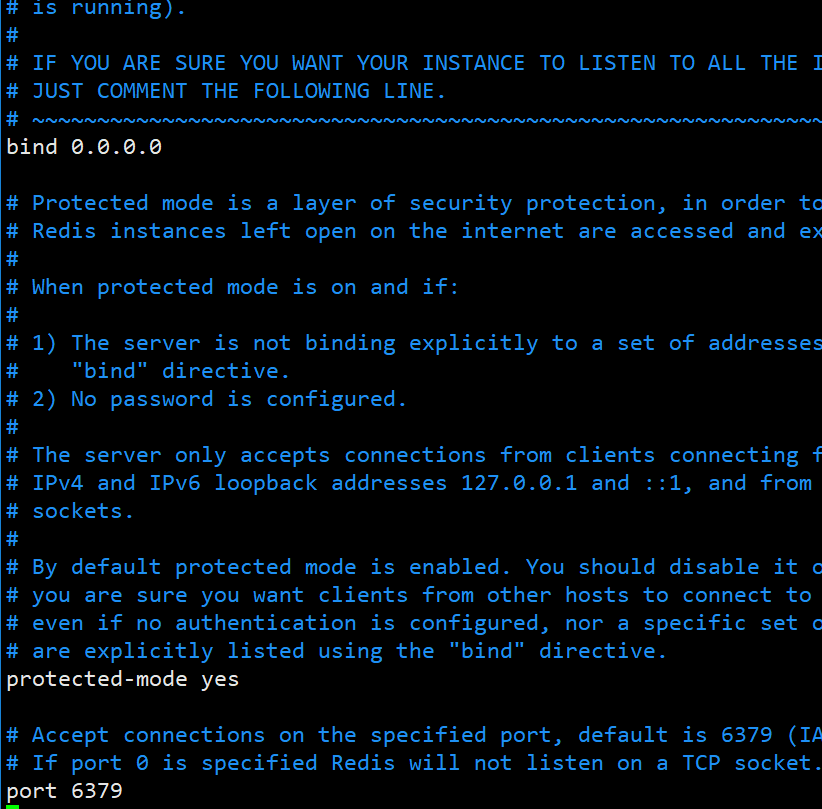 # is running).
#
# IF YOU ARE SURE YOU WANT YOUR INSTANCE TO LISTEN TO ALL THE
# JUST COMMENT THE FOLLOWING LINE.
# ~~~~~~~~~~~~~~~~~~~~~~~~~~~~~~~~~~~~~~~~~~~~~~~~~~~~~~~~~~~~~
bind 0.0.0.0
# Protected mode is a layer of security protection, in order to
# Redis instances left open on the internet are accessed and ex
#
# When protected mode is on and if:
#
# 1) The server is not binding explicitly to a set of addresses
#    "bind" directive.
# 2) No password is configured.
#
# The server only accepts connections from clients connecting f
# IPv4 and IPv6 loopback addresses 127.0.0.1 and ::1, and from
# sockets.
#
# By default protected mode is enabled. You should disable it o
# you are sure you want clients from other hosts to connect to
# even if no authentication is configured, nor a specific set o
# are explicitly listed using the "bind" directive.
protected-mode yes
# Accept connections on the specified port, default is 6379 (IA
# If port 0 is specified Redis will not listen on a TCP socket.
port 6379